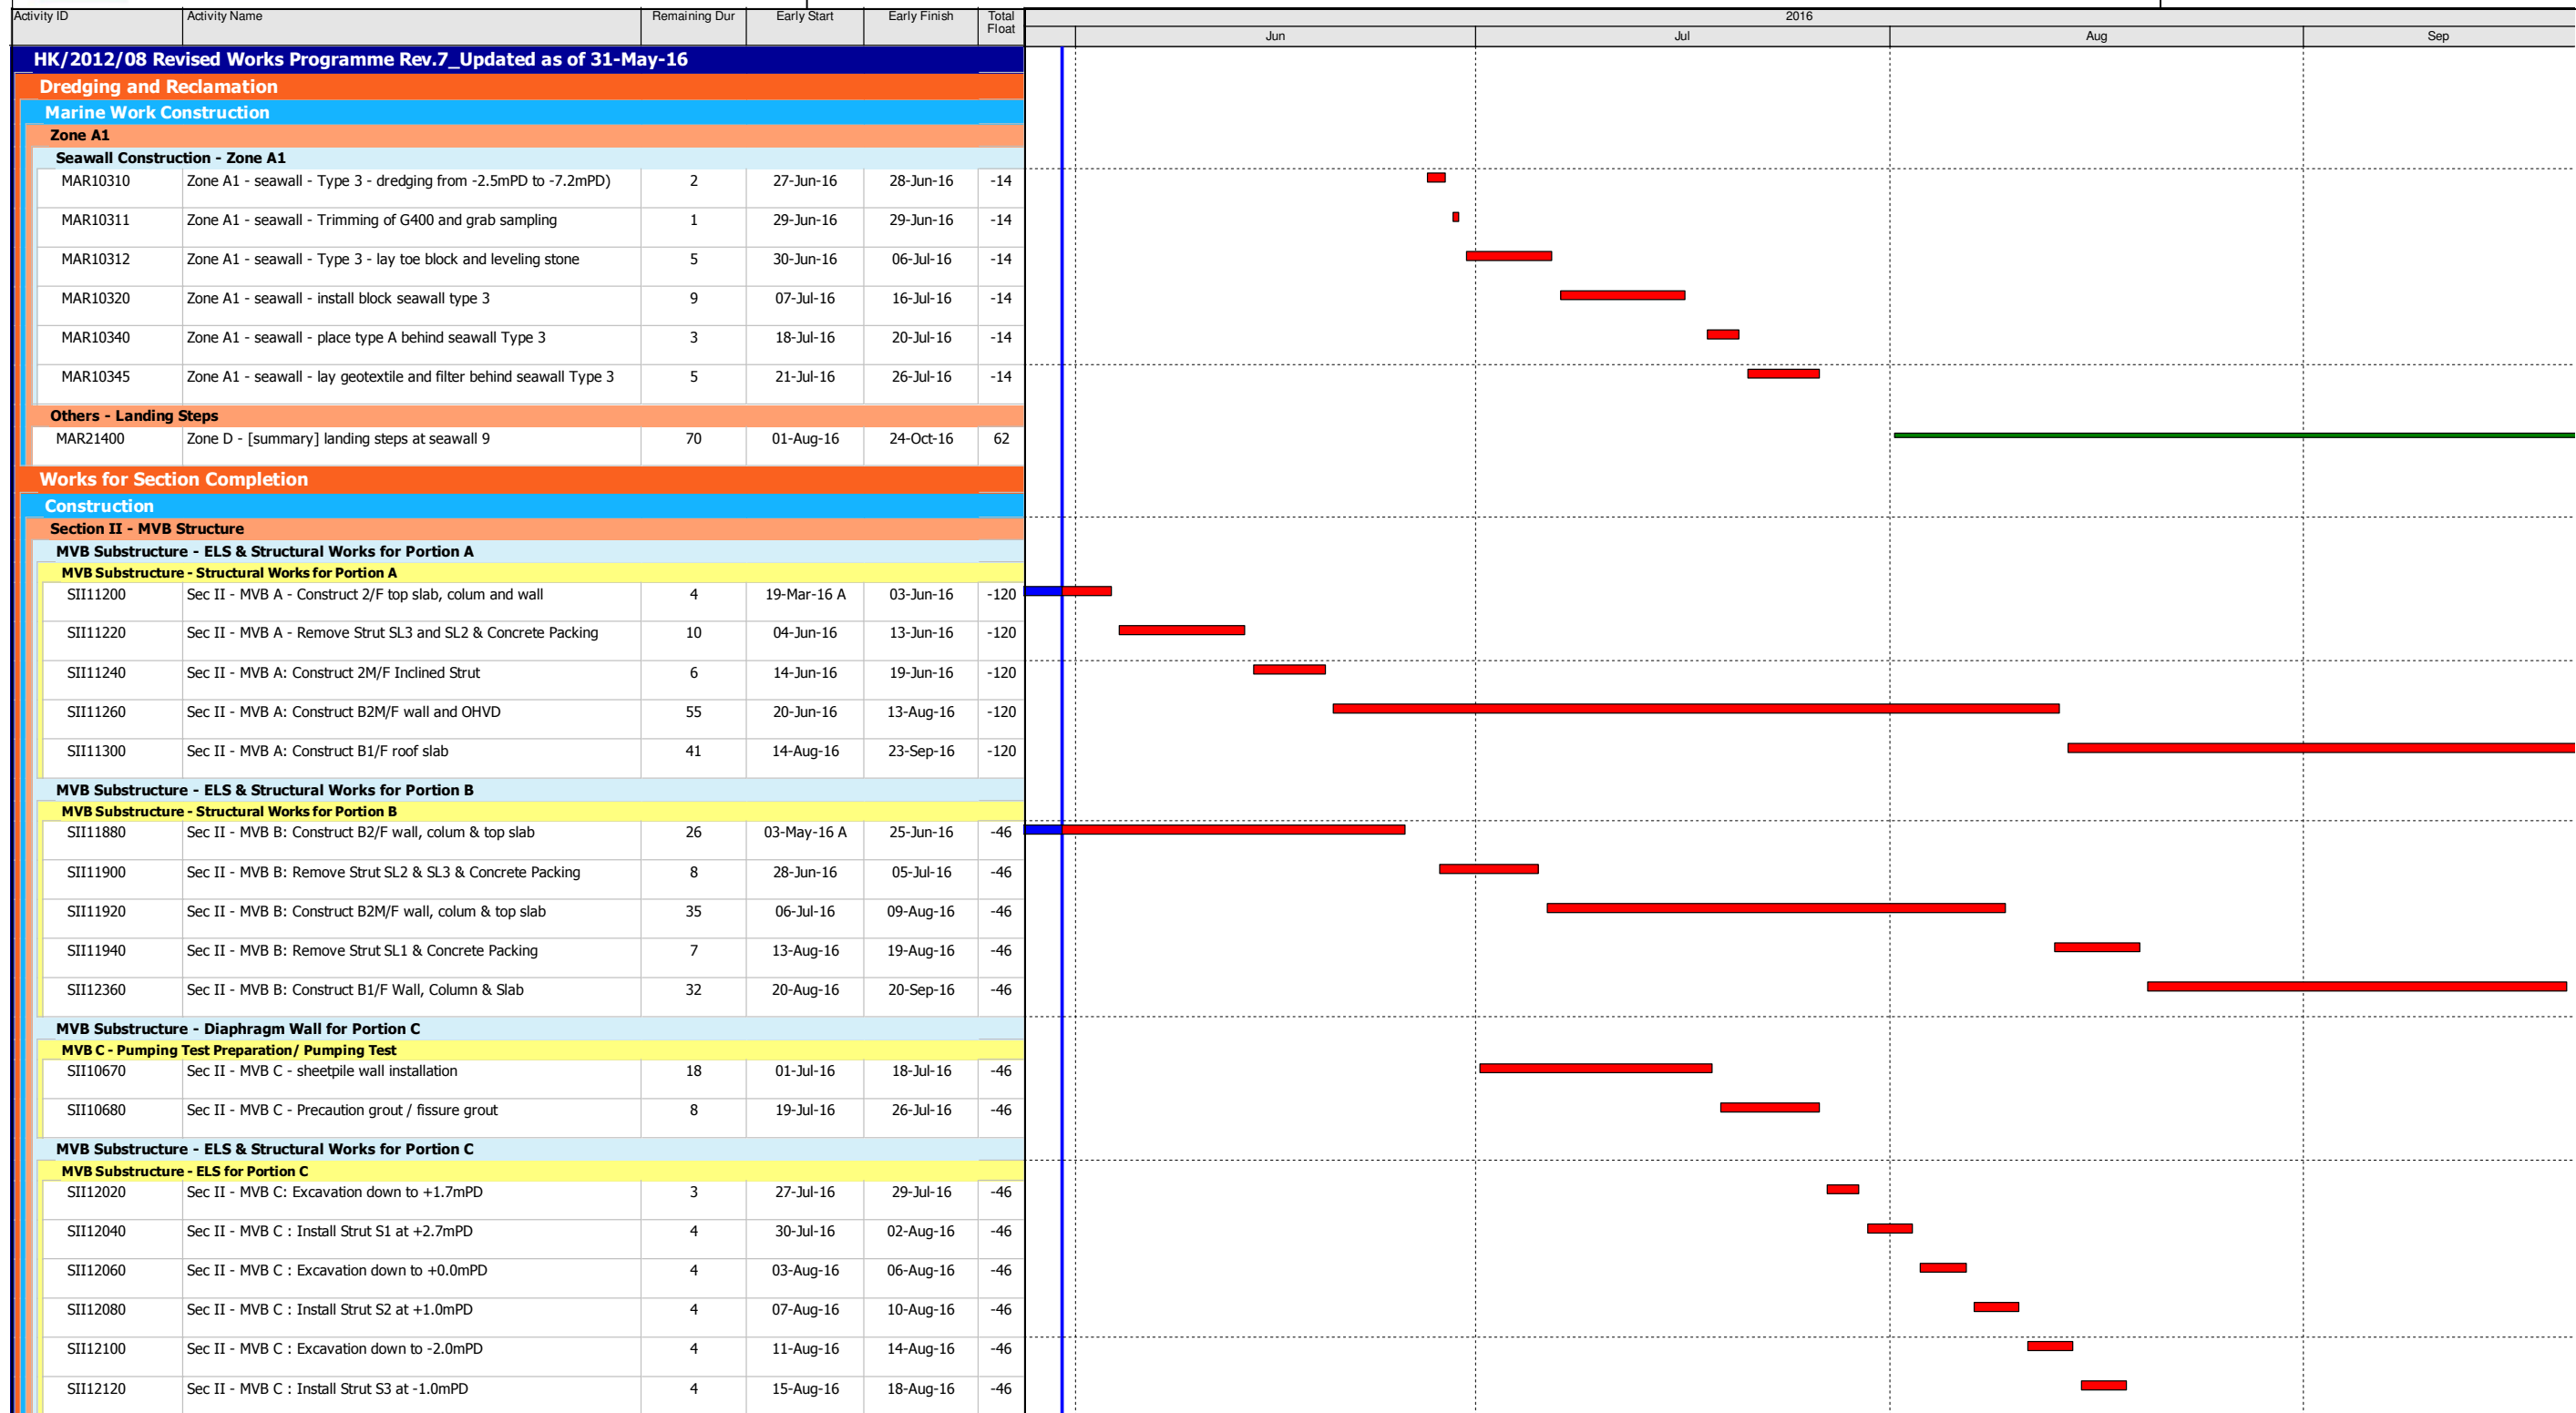 Activity ID Activity Name Remaining Dur Early Start Early Finish Total Float 2016
Jun Jul Aug Sep
HK/2012/08 Revised Works Programme Rev.7_Updated as of 31-May-16
Dredging and Reclamation
Marine Work Construction
Zone A1
Seawall Construction - Zone A1
MAR10310 Zone A1 - seawall - Type 3 - dredging from -2.5mPD to -7.2mPD) 2 27-Jun-16 28-Jun-16 -14
MAR10311 Zone A1 - seawall - Trimming of G400 and grab sampling 1 29-Jun-16 29-Jun-16 -14
MAR10312 Zone A1 - seawall - Type 3 - lay toe block and leveling stone 5 30-Jun-16 06-Jul-16 -14
MAR10320 Zone A1 - seawall - install block seawall type 3 9 07-Jul-16 16-Jul-16 -14
MAR10340 Zone A1 - seawall - place type A behind seawall Type 3 3 18-Jul-16 20-Jul-16 -14
MAR10345 Zone A1 - seawall - lay geotextile and filter behind seawall Type 3 5 21-Jul-16 26-Jul-16 -14
Others - Landing Steps
MAR21400 Zone D - [summary] landing steps at seawall 9 70 01-Aug-16 24-Oct-16 62
Works for Section Completion
Construction
Section II - MVB Structure
MVB Substructure - ELS & Structural Works for Portion A
MVB Substructure - Structural Works for Portion A
SII11200 Sec II - MVB A - Construct 2/F top slab, colum and wall 4 19-Mar-16 A 03-Jun-16 -120
SII11220 Sec II - MVB A - Remove Strut SL3 and SL2 & Concrete Packing 10 04-Jun-16 13-Jun-16 -120
SII11240 Sec II - MVB A: Construct 2M/F Inclined Strut 6 14-Jun-16 19-Jun-16 -120
SII11260 Sec II - MVB A: Construct B2M/F wall and OHVD 55 20-Jun-16 13-Aug-16 -120
SII11300 Sec II - MVB A: Construct B1/F roof slab 41 14-Aug-16 23-Sep-16 -120
MVB Substructure - ELS & Structural Works for Portion B
MVB Substructure - Structural Works for Portion B
SII11880 Sec II - MVB B: Construct B2/F wall, colum & top slab 26 03-May-16 A 25-Jun-16 -46
SII11900 Sec II - MVB B: Remove Strut SL2 & SL3 & Concrete Packing 8 28-Jun-16 05-Jul-16 -46
SII11920 Sec II - MVB B: Construct B2M/F wall, colum & top slab 35 06-Jul-16 09-Aug-16 -46
SII11940 Sec II - MVB B: Remove Strut SL1 & Concrete Packing 7 13-Aug-16 19-Aug-16 -46
SII12360 Sec II - MVB B: Construct B1/F Wall, Column & Slab 32 20-Aug-16 20-Sep-16 -46
MVB Substructure - Diaphragm Wall for Portion C
MVB C - Pumping Test Preparation/ Pumping Test
SII10670 Sec II - MVB C - sheetpile wall installation 18 01-Jul-16 18-Jul-16 -46
SII10680 Sec II - MVB C - Precaution grout / fissure grout 8 19-Jul-16 26-Jul-16 -46
MVB Substructure - ELS & Structural Works for Portion C
MVB Substructure - ELS for Portion C
SII12020 Sec II - MVB C: Excavation down to +1.7mPD 3 27-Jul-16 29-Jul-16 -46
SII12040 Sec II - MVB C : Install Strut S1 at +2.7mPD 4 30-Jul-16 02-Aug-16 -46
SII12060 Sec II - MVB C : Excavation down to +0.0mPD 4 03-Aug-16 06-Aug-16 -46
SII12080 Sec II - MVB C : Install Strut S2 at +1.0mPD 4 07-Aug-16 10-Aug-16 -46
SII12100 Sec II - MVB C : Excavation down to -2.0mPD 4 11-Aug-16 14-Aug-16 -46
SII12120 Sec II - MVB C : Install Strut S3 at -1.0mPD 4 15-Aug-16 18-Aug-16 -46